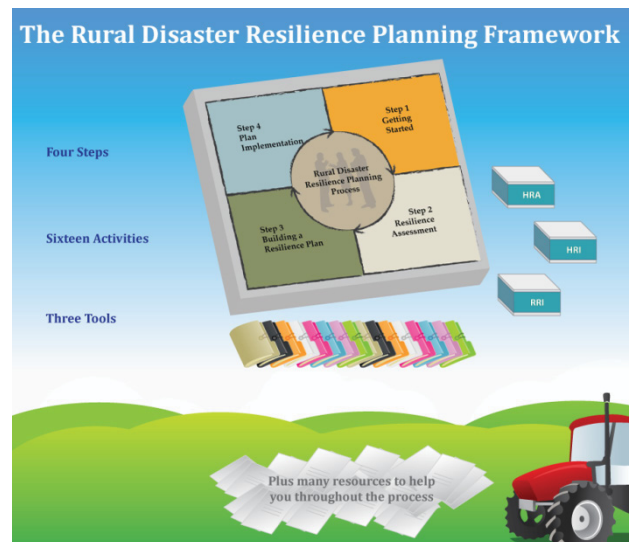 The Rural Disaster Resilience Planning Framework
Four Steps
Sixteen Activities
Three Tools
Step 4
Plan
Implementation
Step 1
Getting
Started
Rural Disaster
Resilience Planning
Process
Step 3
Building a
Resilience Plan
Step 2
Resilience
Assessment
HRA
HRI
RRI
Plus many resources to help
you throughout the process